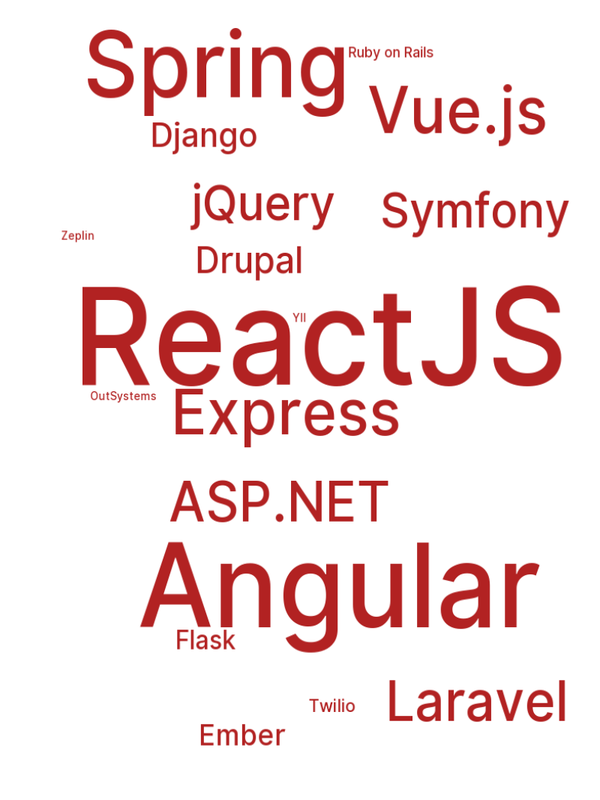 Spring
Ruby on Rails
Vue.js
Django
jQuery
Symfony
Zeplin
Drupal
ReactJS
YII
OutSystems
Express
ASP.NET
Angular
Flask
Laravel
Twilio
Ember